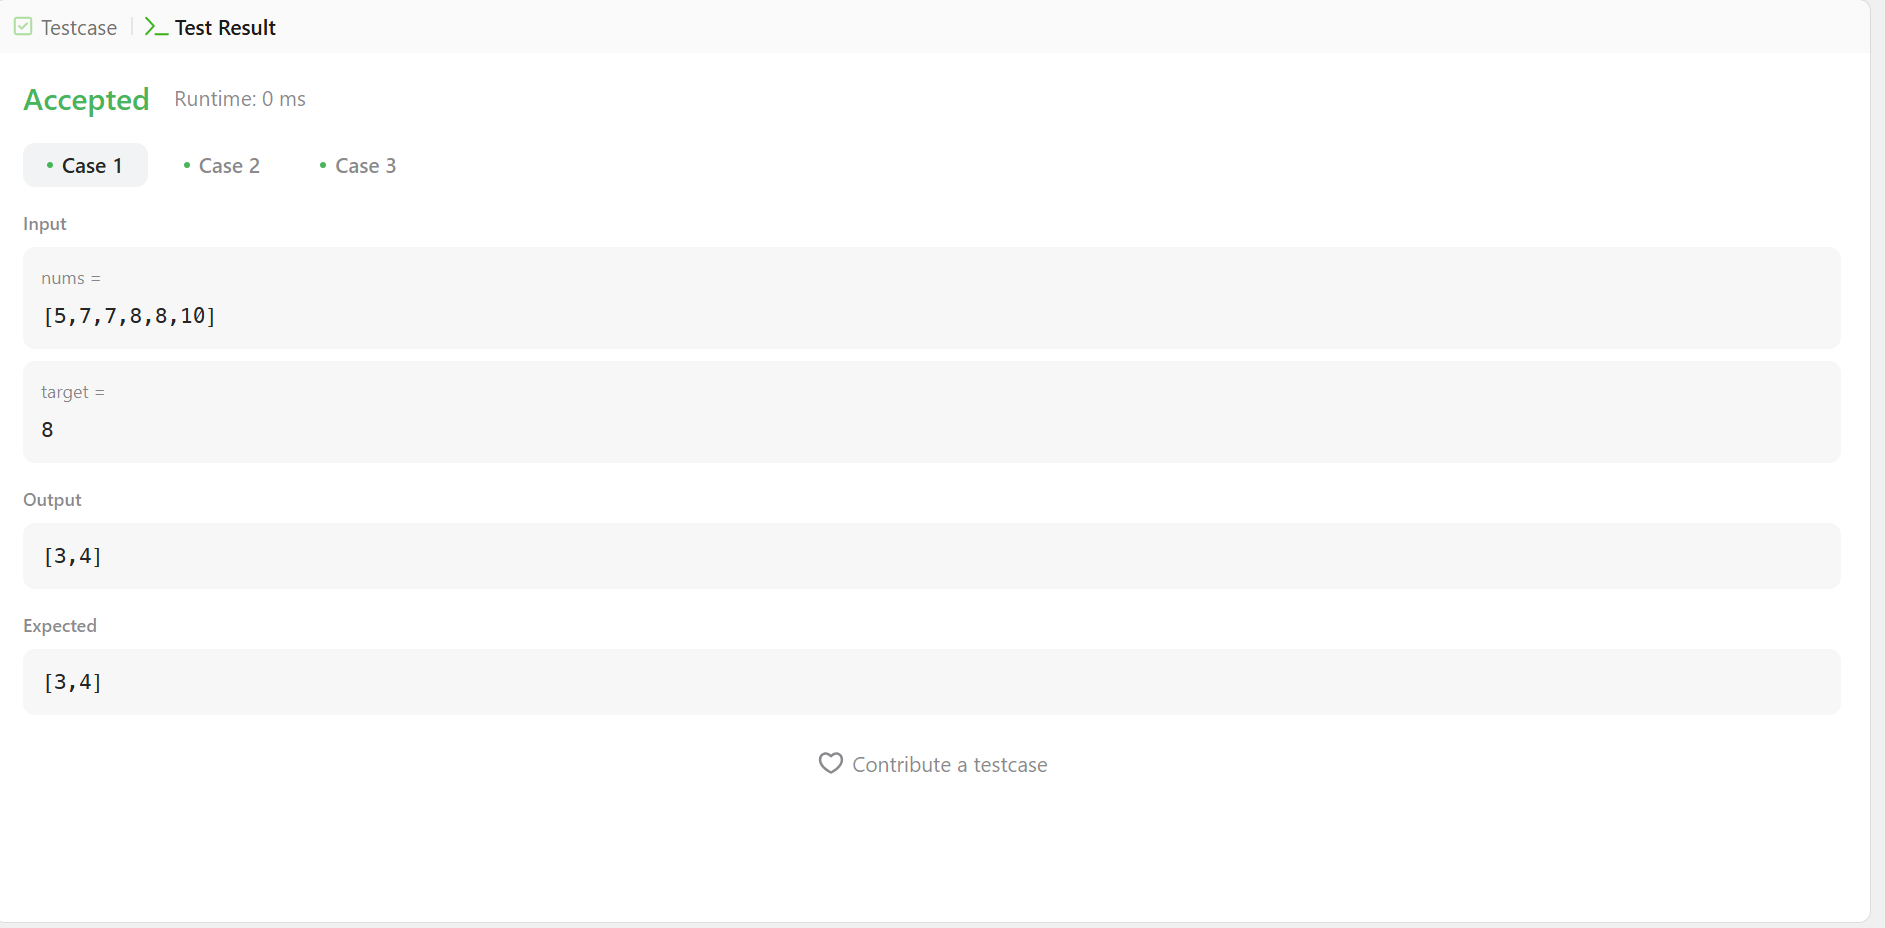 Testcase Test Result
Accepted Runtime: 0 ms
Case 1 Case 2 Case 3
Input
nums =
[5,7,7,8,8,10]
target =
8
Output
[3,4]
Expected
[3,4]
Contribute a testcase